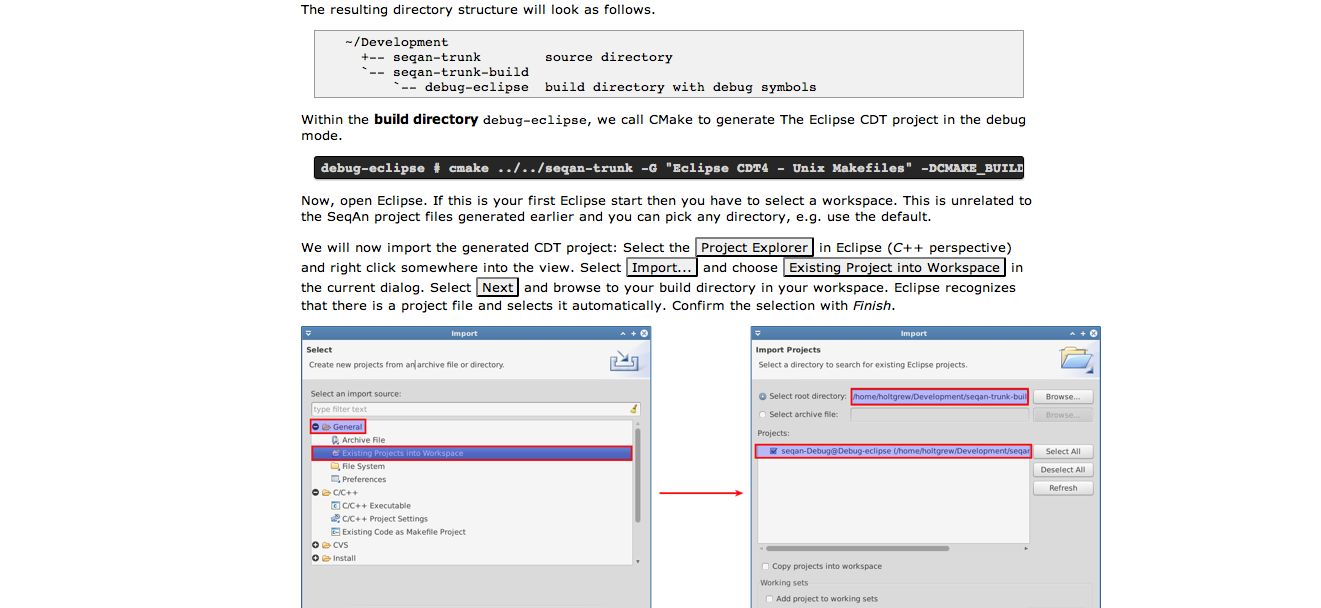 The resulting directory structure will look as follows.
~/Development
+-- seqan-trunk        source directory
`-- seqan-trunk-build
`-- debug-eclipse  build directory with debug symbols
Within the build directory debug-eclipse, we call CMake to generate The Eclipse CDT project in the debug
mode.
debug-eclipse # cmake ../../seqan-trunk -G "Eclipse CDT4 - Unix Makefiles" -DCMAKE_BUILD
Now, open Eclipse. If this is your first Eclipse start then you have to select a workspace. This is unrelated to
the SeqAn project files generated earlier and you can pick any directory, e.g. use the default.
We will now import the generated CDT project: Select the Project Explorer in Eclipse (C++ perspective)
and right click somewhere into the view. Select Import... and choose Existing Project into Workspace in
the current dialog. Select Next and browse to your build directory in your workspace. Eclipse recognizes
that there is a project file and selects it automatically. Confirm the selection with Finish.
Import
Select
Create new projects from an archive file or directory.
Select an import source:
type filter text
General
Archive File
Existing Projects into Workspace
File System
Preferences
C/C++
C/C++ Executable
C/C++ Project Settings
Existing Code as Makefile Project
CVS
Install
Import
Import Projects
Select a directory to search for existing Eclipse projects.
Select root directory: /home/holtgrew/Development/seqan-trunk-buil Browse...
Select archive file: Browse...
Projects:
seqan-Debug@Debug-eclipse (/home/holtgrew/Development/seqan Select All
Deselect All
Refresh
Copy projects into workspace
Working sets
Add project to working sets